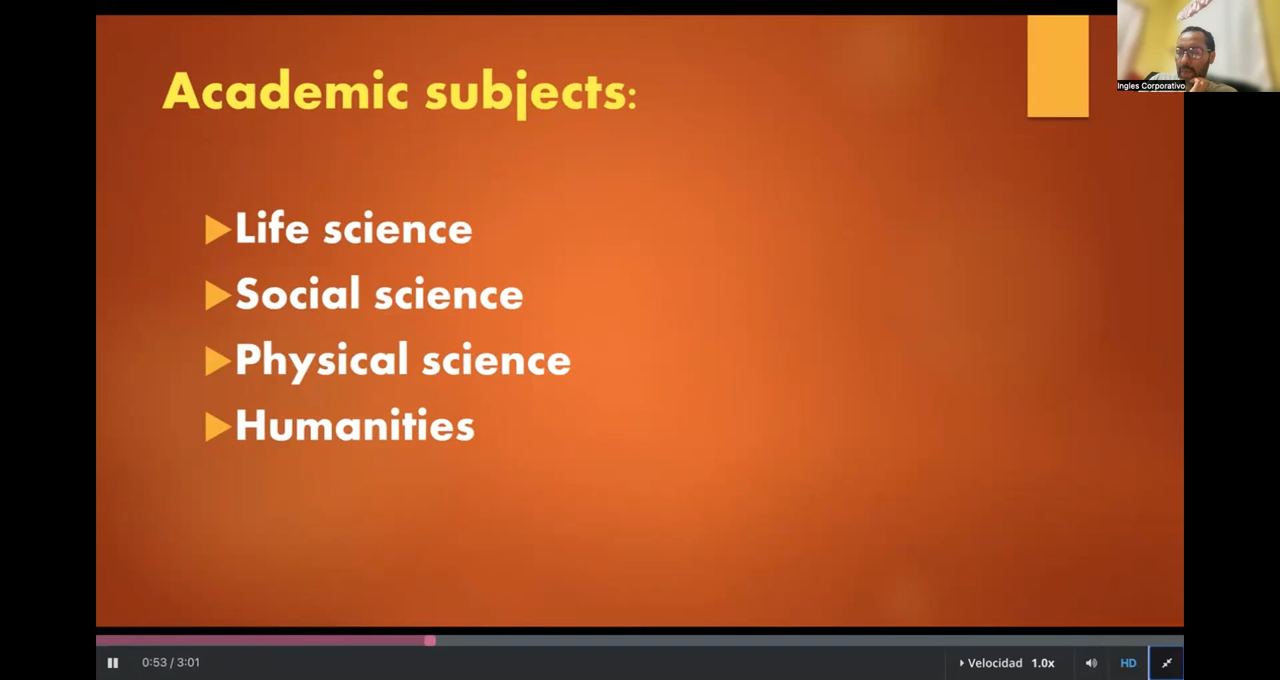 Academic subjects:
Ingles Corporativo
Life science
Social science
Physical science
Humanities
0:53 / 3:01
Velocidad 1.0x
HD